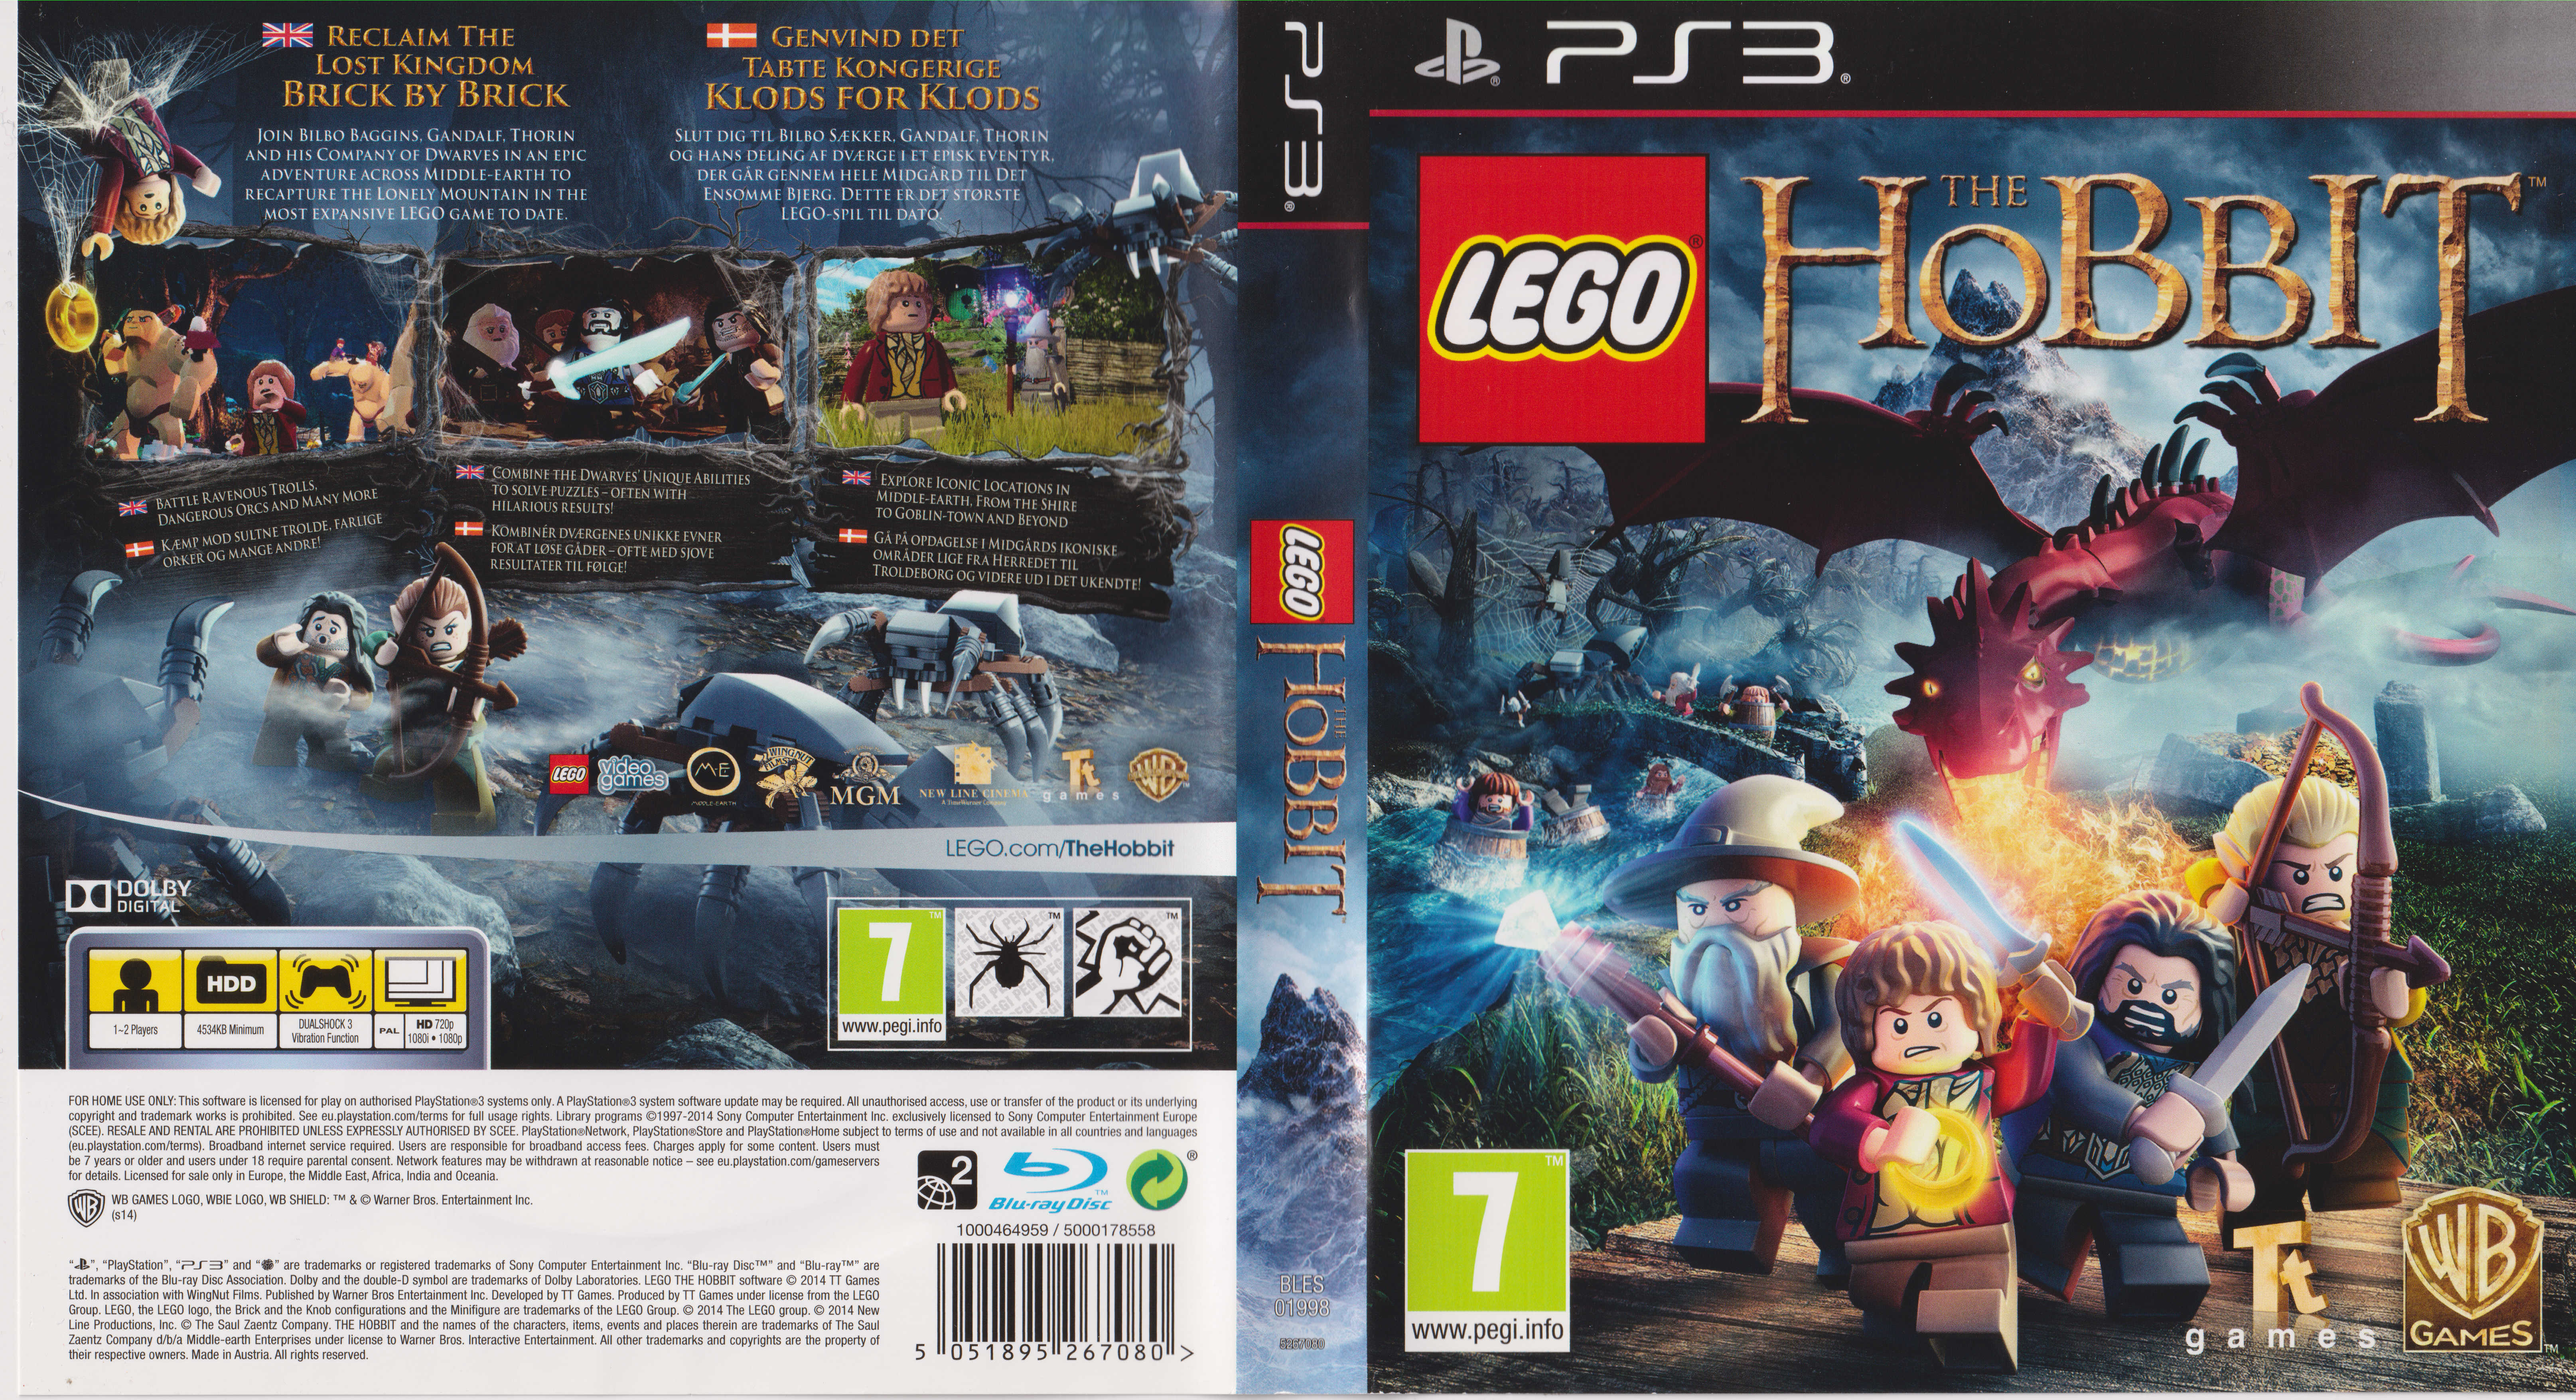 RECLAIM THE
LOST KINGDOM
BRICK BY BRICK
JOIN BILBO BAGGINS, GANDALF, THORIN
AND HIS COMPANY OF DWARVES IN AN EPIC
ADVENTURE ACROSS MIDDLE-EARTH TO
RECAPTURE THE LONELY MOUNTAIN IN THE
MOST EXPANSIVE LEGO GAME TO DATE.
GENVIND DET
TABTE KONGERIGE
KLODS FOR KLODS
SLUT DIG TIL BILBO SÆKKER, GANDALF, THORIN
OG HANS DELING AF DVÆRGE I ET EPISK EVENTYR,
DER GÅR GENNEM HELE MIDGÅRD TIL DET
ENSOMME BJERG. DETTE ER DET STØRSTE
LEGO-SPIL TIL DATO.
BATTLE RAVENOUS TROLLS,
DANGEROUS ORCS AND MANY MORE
KÆMP MOD SULTNE TROLDE, FARLIGE
ORKER OG MANGE ANDRE!
COMBINE THE DWARVES' UNIQUE ABILITIES
TO SOLVE PUZZLES – OFTEN WITH
HILARIOUS RESULTS!
KOMBINÉR DVÆRGENES UNIKKE EVNER
FOR AT LØSE GÅDER – OFTE MED SJOVE
RESULTATER TIL FØLGE!
EXPLORE ICONIC LOCATIONS IN
MIDDLE-EARTH, FROM THE SHIRE
TO GOBLIN-TOWN AND BEYOND
GÅ PÅ OPDAGELSE I MIDGÅRDS IKONISKE
OMRÅDER LIGE FRA HERREDET TIL
TROLDEBORG OG VIDERE UD I DET UKENDTE!
LEGO video games
M-E MIDDLE-EARTH
WINGNUT FILMS
MGM
NEW LINE CINEMA
A TimeWarner Company
Tt games
WB
LEGO.com/TheHobbit
DOLBY
DIGITAL
1~2 Players
HDD
4534KB Minimum
DUALSHOCK 3
Vibration Function
PAL
HD 720p
1080i • 1080p
7™
www.pegi.info
FOR HOME USE ONLY: This software is licensed for play on authorised PlayStation®3 systems only. A PlayStation®3 system software update may be required. All unauthorised access, use or transfer of the product or its underlying
copyright and trademark works is prohibited. See eu.playstation.com/terms for full usage rights. Library programs ©1997-2014 Sony Computer Entertainment Inc. exclusively licensed to Sony Computer Entertainment Europe
(SCEE). RESALE AND RENTAL ARE PROHIBITED UNLESS EXPRESSLY AUTHORISED BY SCEE. PlayStation®Network, PlayStation®Store and PlayStation®Home subject to terms of use and not available in all countries and languages
(eu.playstation.com/terms). Broadband internet service required. Users are responsible for broadband access fees. Charges apply for some content. Users must
be 7 years or older and users under 18 require parental consent. Network features may be withdrawn at reasonable notice – see eu.playstation.com/gameservers
for details. Licensed for sale only in Europe, the Middle East, Africa, India and Oceania.
WB GAMES LOGO, WBIE LOGO, WB SHIELD: ™ & © Warner Bros. Entertainment Inc.
(s14)
2
Blu-ray Disc™
®
1000464959 / 5000178558
"PlayStation", "PS3" and " " are trademarks or registered trademarks of Sony Computer Entertainment Inc. "Blu-ray Disc™" and "Blu-ray™" are
trademarks of the Blu-ray Disc Association. Dolby and the double-D symbol are trademarks of Dolby Laboratories. LEGO THE HOBBIT software © 2014 TT Games
Ltd. In association with WingNut Films. Published by Warner Bros Entertainment Inc. Developed by TT Games. Produced by TT Games under license from the LEGO
Group. LEGO, the LEGO logo, the Brick and the Knob configurations and the Minifigure are trademarks of the LEGO Group. © 2014 The LEGO group. © 2014 New
Line Productions, Inc. © The Saul Zaentz Company. THE HOBBIT and the names of the characters, items, events and places therein are trademarks of The Saul
Zaentz Company d/b/a Middle-earth Enterprises under license to Warner Bros. Interactive Entertainment. All other trademarks and copyrights are the property of
their respective owners. Made in Austria. All rights reserved.
5 051895 267080 >
PS3®
LEGO
THE HOBBIT
BLES
01998
5267080
PS3®
LEGO®
THE HOBBIT™
7™
www.pegi.info
Tt games
WB GAMES™